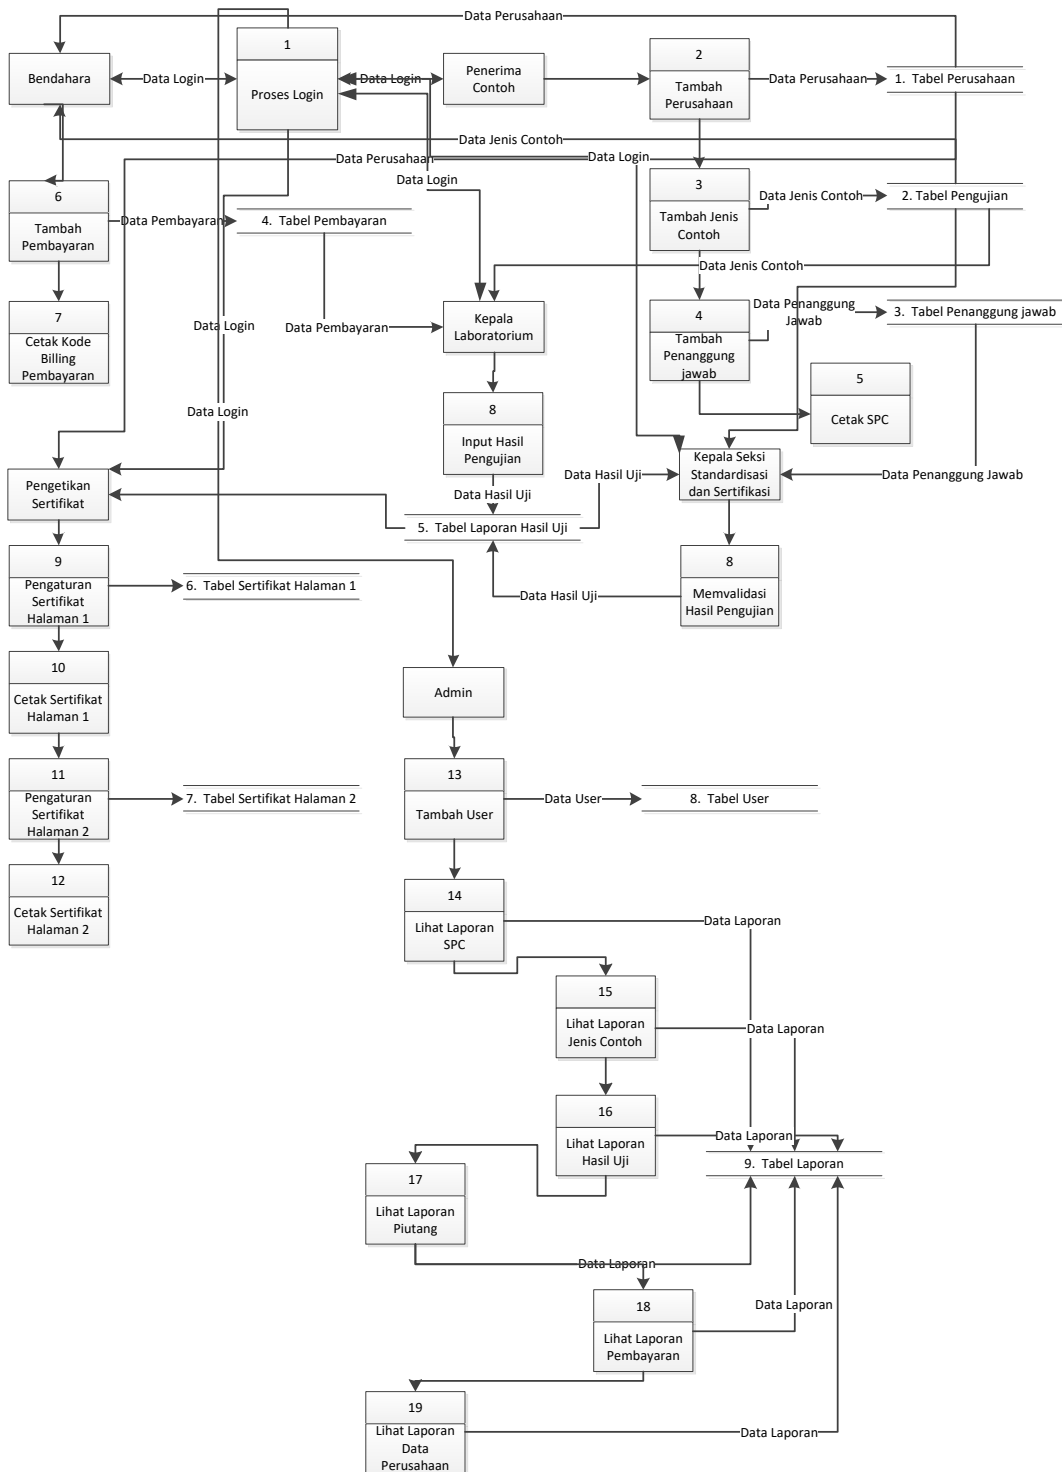 Data Perusahaan
1
Proses Login
Bendahara
Data Login
Data Login
Penerima
Contoh
2
Tambah
Perusahaan
Data Perusahaan
1. Tabel Perusahaan
Data Jenis Contoh
Data Perusahaan
Data Login
Data Login
6
Tambah
Pembayaran
Data Pembayaran
4. Tabel Pembayaran
3
Tambah Jenis
Contoh
Data Jenis Contoh
2. Tabel Pengujian
Data Jenis Contoh
7
Cetak Kode
Billing
Pembayaran
Data Login
Data Pembayaran
Kepala
Laboratorium
4
Tambah
Penanggung
jawab
Data Penanggung
Jawab
3. Tabel Penanggung jawab
5
Cetak SPC
Data Login
8
Input Hasil
Pengujian
Data Hasil Uji
Pengetikan
Sertifikat
Data Hasil Uji
Kepala Seksi
Standardisasi
dan Sertifikasi
Data Penanggung Jawab
5. Tabel Laporan Hasil Uji
9
Pengaturan
Sertifikat
Halaman 1
6. Tabel Sertifikat Halaman 1
Data Hasil Uji
8
Memvalidasi
Hasil Pengujian
10
Cetak Sertifikat
Halaman 1
Admin
11
Pengaturan
Sertifikat
Halaman 2
7. Tabel Sertifikat Halaman 2
13
Tambah User
Data User
8. Tabel User
12
Cetak Sertifikat
Halaman 2
14
Lihat Laporan
SPC
Data Laporan
15
Lihat Laporan
Jenis Contoh
Data Laporan
16
Lihat Laporan
Hasil Uji
Data Laporan
9. Tabel Laporan
17
Lihat Laporan
Piutang
Data Laporan
18
Lihat Laporan
Pembayaran
Data Laporan
19
Lihat Laporan
Data
Perusahaan
Data Laporan